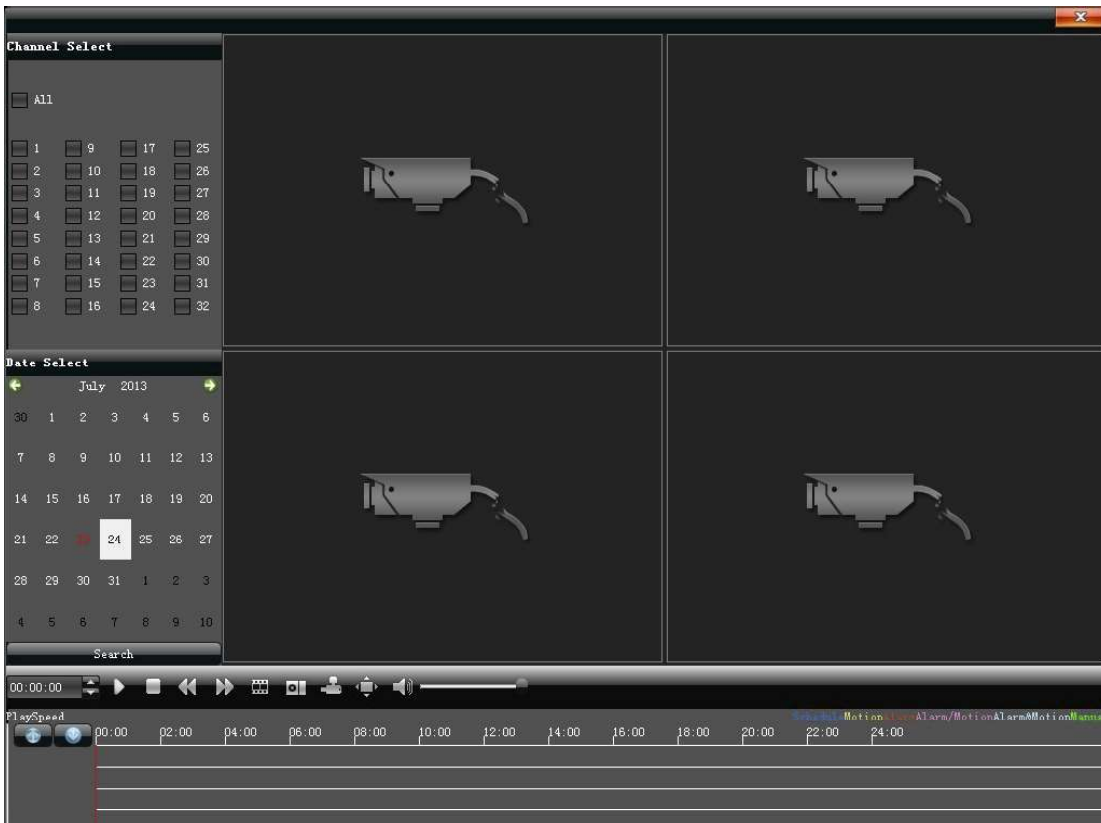 Channel Select
All
1 9 17 25
2 10 18 26
3 11 19 27
4 12 20 28
5 13 21 29
6 14 22 30
7 15 23 31
8 16 24 32
Date Select
July 2013
30 1 2 3 4 5 6
7 8 9 10 11 12 13
14 15 16 17 18 19 20
21 22 23 24 25 26 27
28 29 30 31 1 2 3
4 5 6 7 8 9 10
Search
00:00:00
PlaySpeed
Schedule Motion Alarm Alarm/Motion Alarm&Motion Manua
00:00 02:00 04:00 06:00 08:00 10:00 12:00 14:00 16:00 18:00 20:00 22:00 24:00